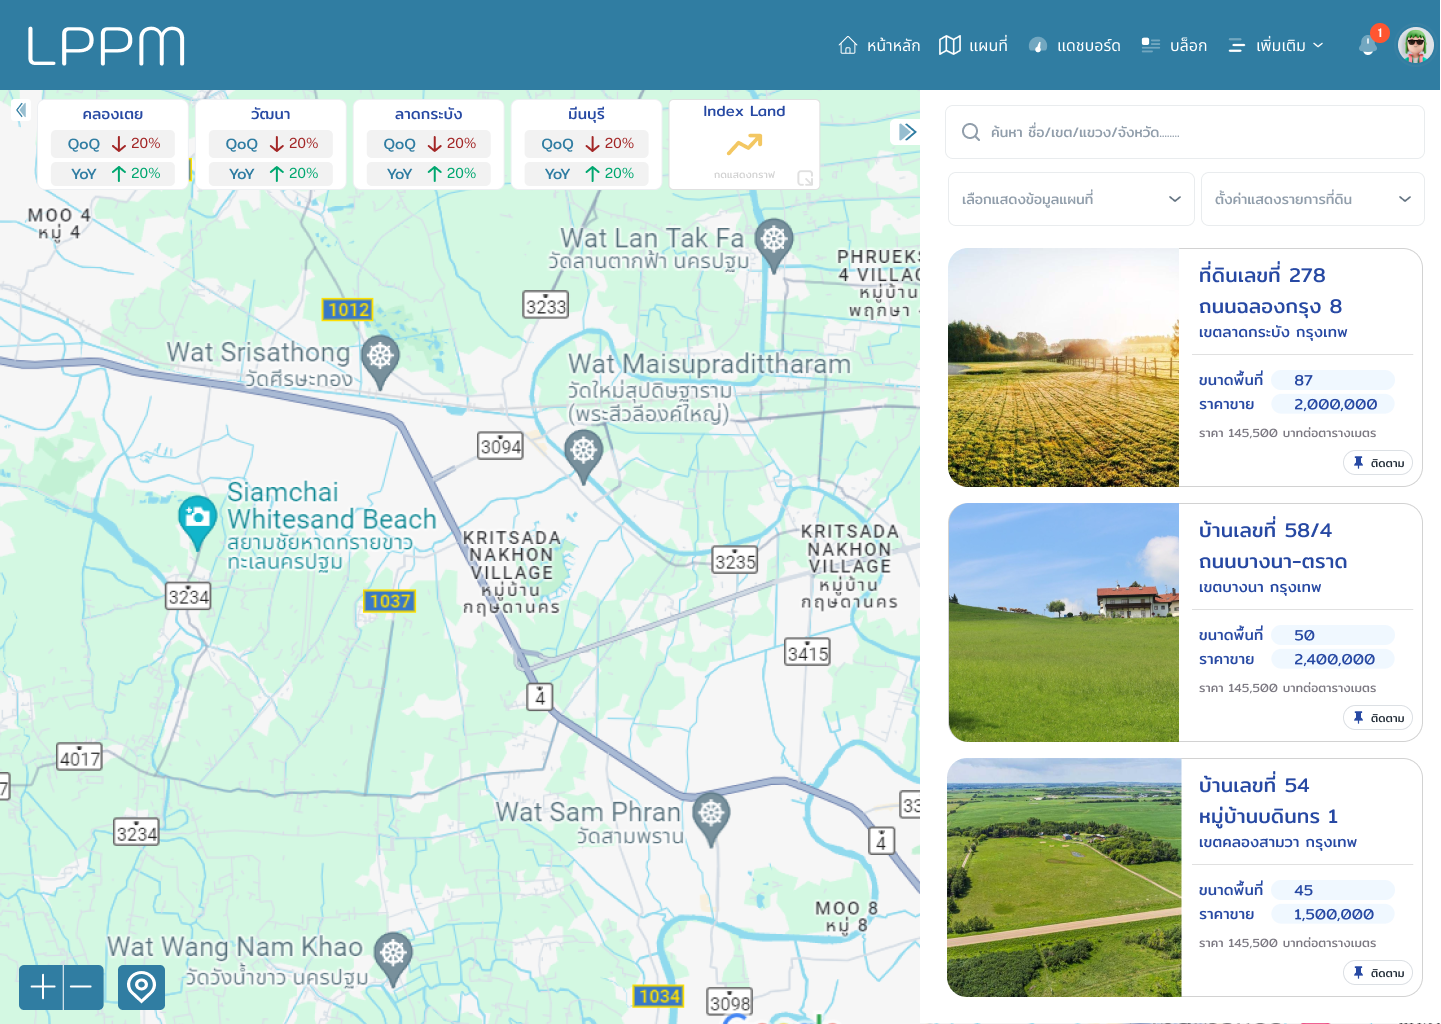 LPPM
หน้าหลัก
แผนที่
แดชบอร์ด
บล็อก
เพิ่มเติม
1
คลองเตย
QoQ 20%
YoY 20%
วัฒนา
QoQ 20%
YoY 20%
ลาดกระบัง
QoQ 20%
YoY 20%
มีนบุรี
QoQ 20%
YoY 20%
Index Land
กดแสดงกราฟ
ค้นหา ชื่อ/เขต/แขวง/จังหวัด........
เลือกแสดงข้อมูลแผนที่
ตั้งค่าแสดงรายการที่ดิน
MOO 4
หมู่ 4
Wat Lan Tak Fa
วัดลานตากฟ้า นครปฐม
PHRUEKS
4 VILLAG
หมู่บ้าน
พฤกษา
1012
3233
Wat Srisathong
วัดศีรษะทอง
Wat Maisupradittharam
วัดใหม่สุปดิษฐาราม
(พระสีวลีองค์ใหญ่)
3094
Siamchai
Whitesand Beach
สยามชัยหาดทรายขาว
ทะเลนครปฐม
KRITSADA
NAKHON
VILLAGE
หมู่บ้าน
กฤษดานคร
KRITSADA
NAKHON
VILLAGE
หมู่บ้าน
กฤษดานคร
3235
3234
1037
3415
4
4017
7
3234
Wat Sam Phran
วัดสามพราน
33
4
MOO 8
หมู่ 8
Wat Wang Nam Khao
วัดวังน้ำขาว นครปฐม
1034
3098
ที่ดินเลขที่ 278
ถนนฉลองกรุง 8
เขตลาดกระบัง กรุงเทพ
ขนาดพื้นที่ 87
ราคาขาย 2,000,000
ราคา 145,500 บาทต่อตารางเมตร
ติดตาม
บ้านเลขที่ 58/4
ถนนบางนา-ตราด
เขตบางนา กรุงเทพ
ขนาดพื้นที่ 50
ราคาขาย 2,400,000
ราคา 145,500 บาทต่อตารางเมตร
ติดตาม
บ้านเลขที่ 54
หมู่บ้านบดินทร 1
เขตคลองสามวา กรุงเทพ
ขนาดพื้นที่ 45
ราคาขาย 1,500,000
ราคา 145,500 บาทต่อตารางเมตร
ติดตาม